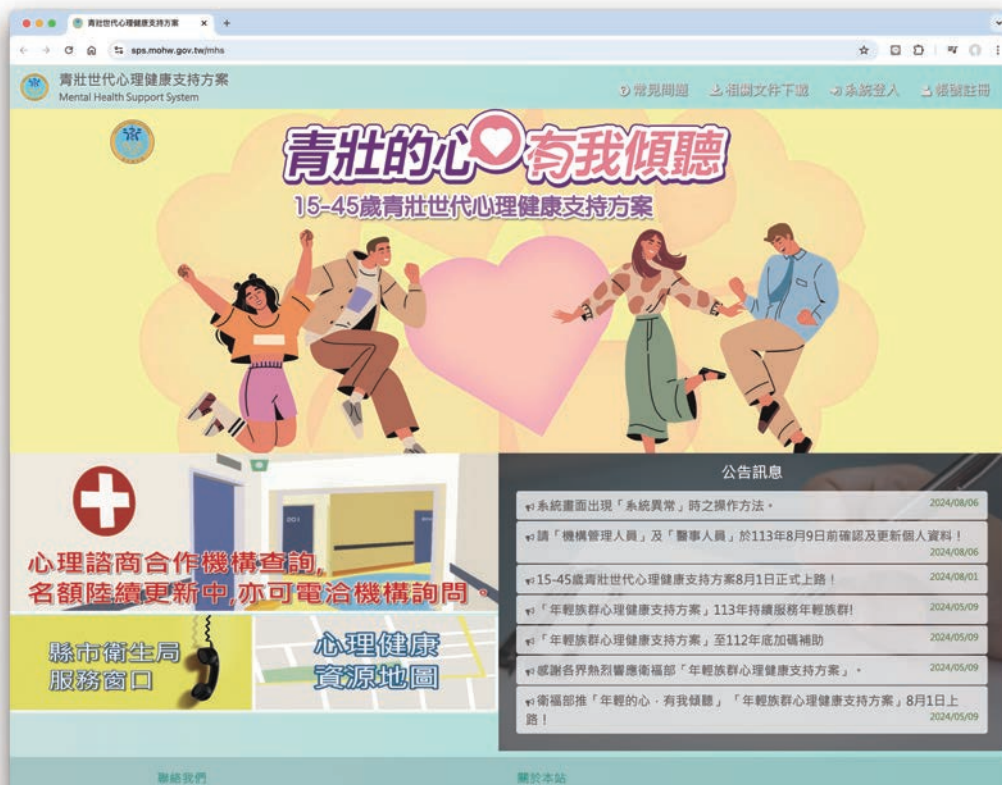 青壯世代心理健康支持方案
sps.mohw.gov.tw/mhs
青壯世代心理健康支持方案
Mental Health Support System
常見問題 相關文件下載 系統登入 帳號註冊
青壯的心 有我傾聽
15-45歲青壯世代心理健康支持方案
001
心理諮商合作機構查詢,
名額陸續更新中,亦可電洽機構詢問。
縣市衛生局
服務窗口
心理健康
資源地圖
公告訊息
系統畫面出現「系統異常」時之操作方法。 2024/08/06
請「機構管理人員」及「醫事人員」於113年8月9日前確認及更新個人資料!
2024/08/06
15-45歲青壯世代心理健康支持方案8月1日正式上路! 2024/08/01
「年輕族群心理健康支持方案」113年持續服務年輕族群! 2024/05/09
「年輕族群心理健康支持方案」至112年底加碼補助 2024/05/09
感謝各界熱烈響應衛福部「年輕族群心理健康支持方案」。 2024/05/09
衛福部推「年輕的心．有我傾聽」「年輕族群心理健康支持方案」8月1日上
路! 2024/05/09
聯絡我們 關於本站